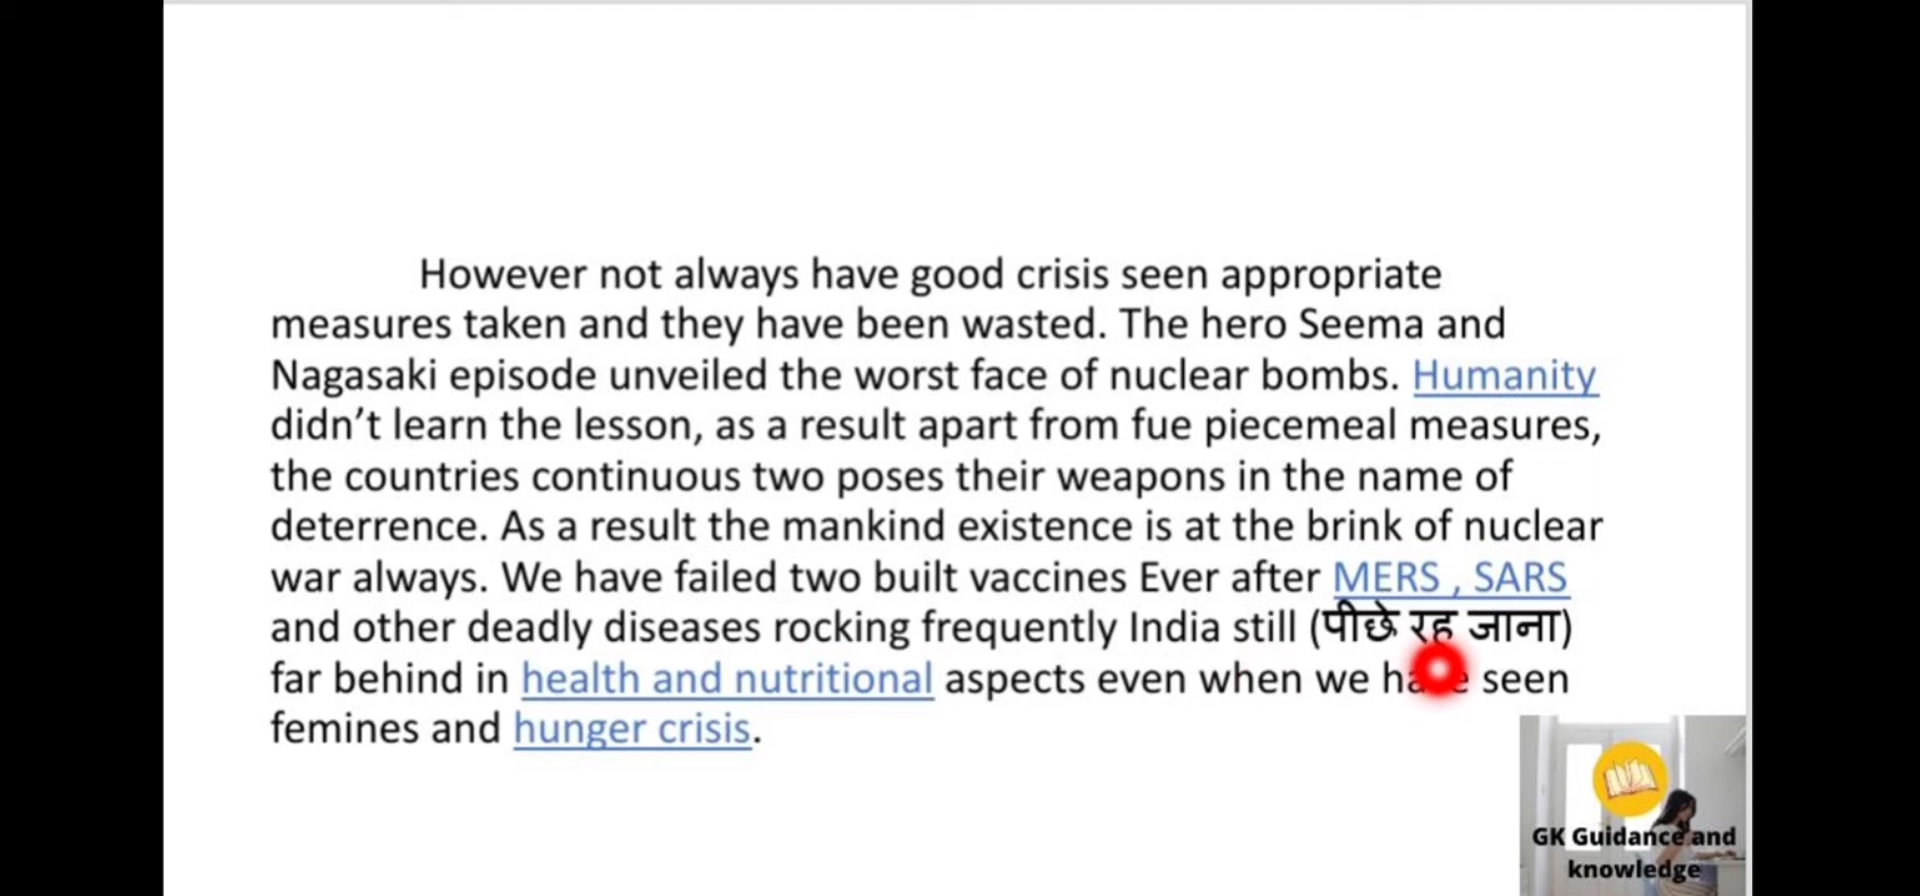 However not always have good crisis seen appropriate
measures taken and they have been wasted. The hero Seema and
Nagasaki episode unveiled the worst face of nuclear bombs. Humanity
didn’t learn the lesson, as a result apart from fue piecemeal measures,
the countries continuous two poses their weapons in the name of
deterrence. As a result the mankind existence is at the brink of nuclear
war always. We have failed two built vaccines Ever after MERS , SARS
and other deadly diseases rocking frequently India still (पीछे रह जाना)
far behind in health and nutritional aspects even when we have seen
femines and hunger crisis.
GK Guidance and
knowledge